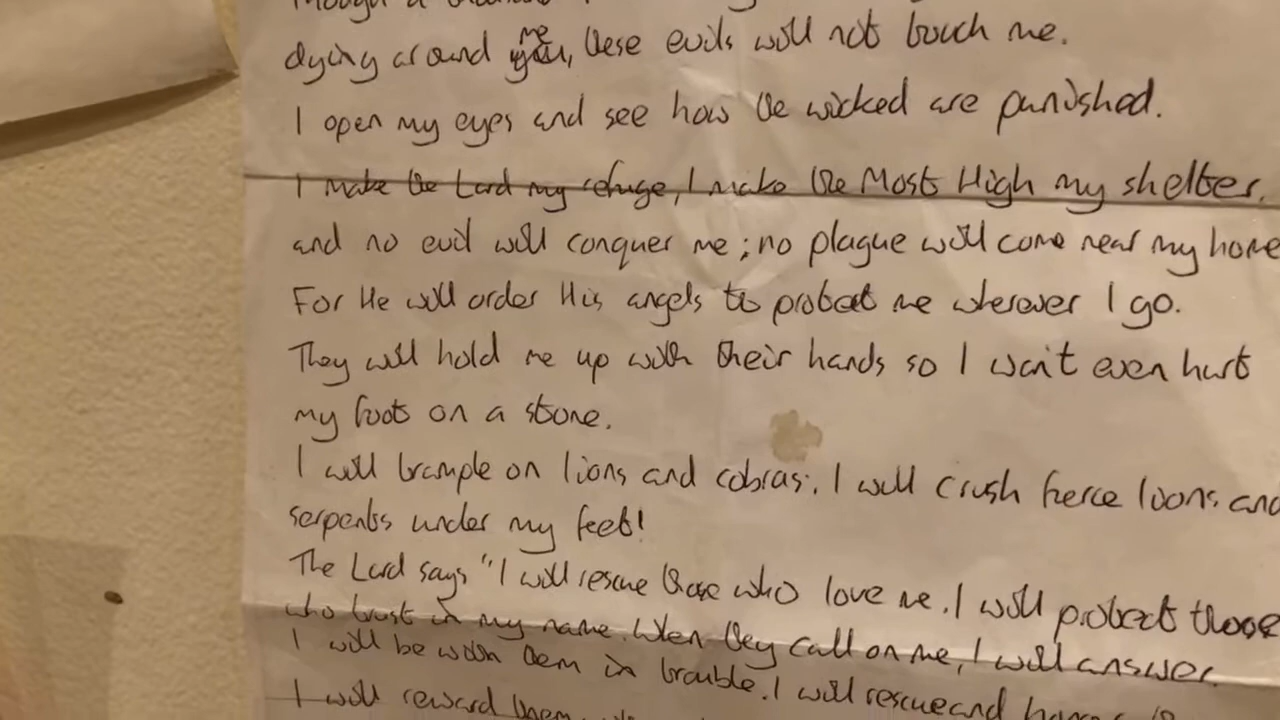 Though a
dying around me, these evils will not touch me.
I open my eyes and see how the wicked are punished.
I make the Lord my refuge, I make the Most High my shelter.
and no evil will conquer me; no plague will come near my home
For He will order His angels to protect me wherever I go.
They will hold me up with their hands so I won't even hurt
my foot on a stone.
I will trample on lions and cobras; I will crush fierce lions and
serpents under my feet!
The Lord says "I will rescue those who love me. I will protect those
who trust in my name. When they call on me, I will answer.
I will be with them in trouble. I will rescue and
I will reward them